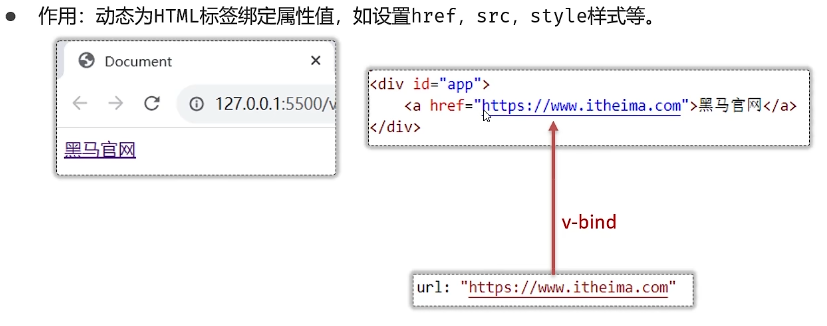 ● 作用：动态为HTML标签绑定属性值，如设置href，src，style样式等。
Document
127.0.0.1:5500/v
黑马官网
<div id="app">
    <a href="https://www.itheima.com">黑马官网</a>
</div>
v-bind
url: "https://www.itheima.com"